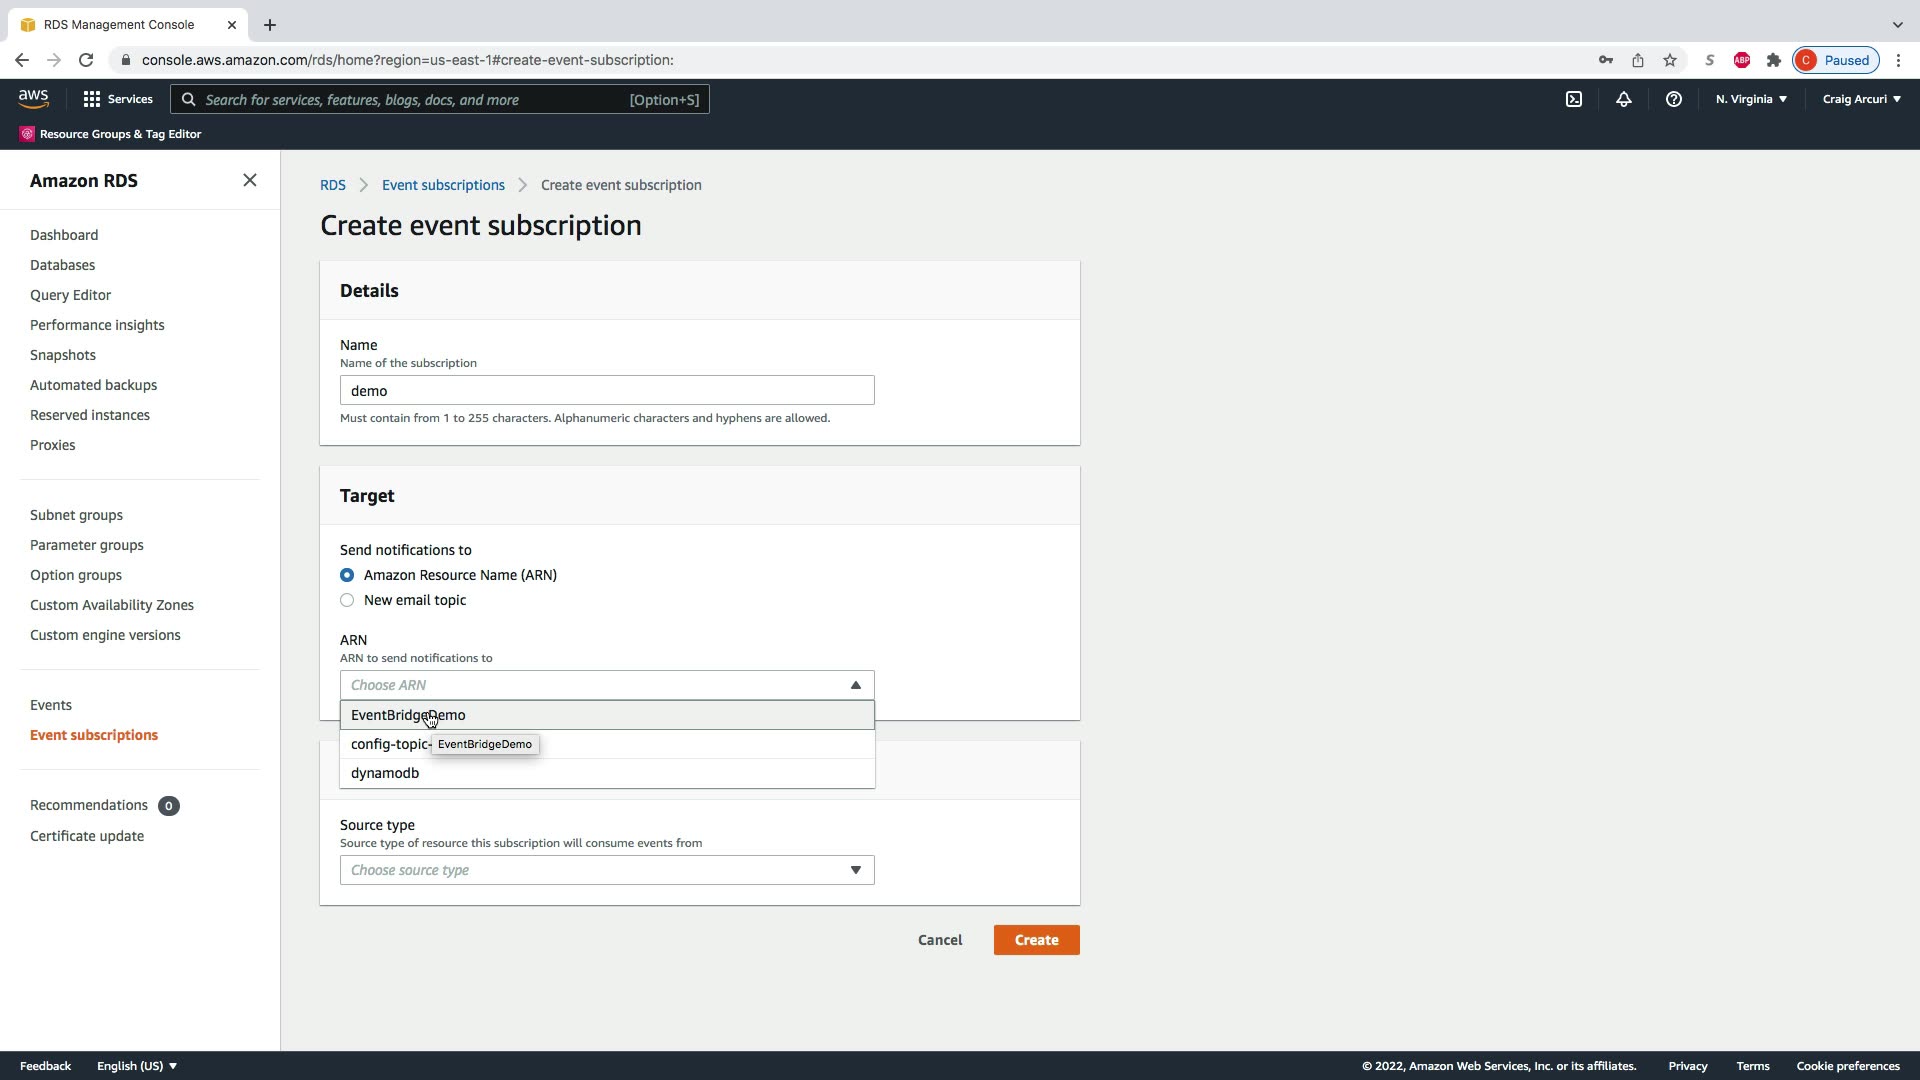 RDS Management Console
console.aws.amazon.com/rds/home?region=us-east-1#create-event-subscription:
S
ABP
C
Paused
aws
Services
Search for services, features, blogs, docs, and more
[Option+S]
N. Virginia
Craig Arcuri
Resource Groups & Tag Editor
Amazon RDS
Dashboard
Databases
Query Editor
Performance insights
Snapshots
Automated backups
Reserved instances
Proxies
Subnet groups
Parameter groups
Option groups
Custom Availability Zones
Custom engine versions
Events
Event subscriptions
Recommendations 0
Certificate update
RDS
Event subscriptions
Create event subscription
Create event subscription
Details
Name
Name of the subscription
demo
Must contain from 1 to 255 characters. Alphanumeric characters and hyphens are allowed.
Target
Send notifications to
Amazon Resource Name (ARN)
New email topic
ARN
ARN to send notifications to
Choose ARN
EventBridgeDemo
config-topic-
EventBridgeDemo
dynamodb
Source type
Source type of resource this subscription will consume events from
Choose source type
Cancel
Create
Feedback
English (US)
© 2022, Amazon Web Services, Inc. or its affiliates.
Privacy
Terms
Cookie preferences